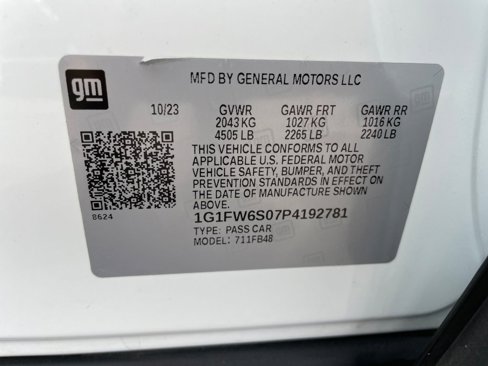 gm
MFD BY GENERAL MOTORS LLC
10/23 GVWR GAWR FRT GAWR RR
2043 KG 1027 KG 1016 KG
4505 LB 2265 LB 2240 LB
THIS VEHICLE CONFORMS TO ALL
APPLICABLE U.S. FEDERAL MOTOR
VEHICLE SAFETY, BUMPER, AND THEFT
PREVENTION STANDARDS IN EFFECT ON
THE DATE OF MANUFACTURE SHOWN
ABOVE.
8624
1G1FW6S07P4192781
TYPE: PASS CAR
MODEL: 711FB48